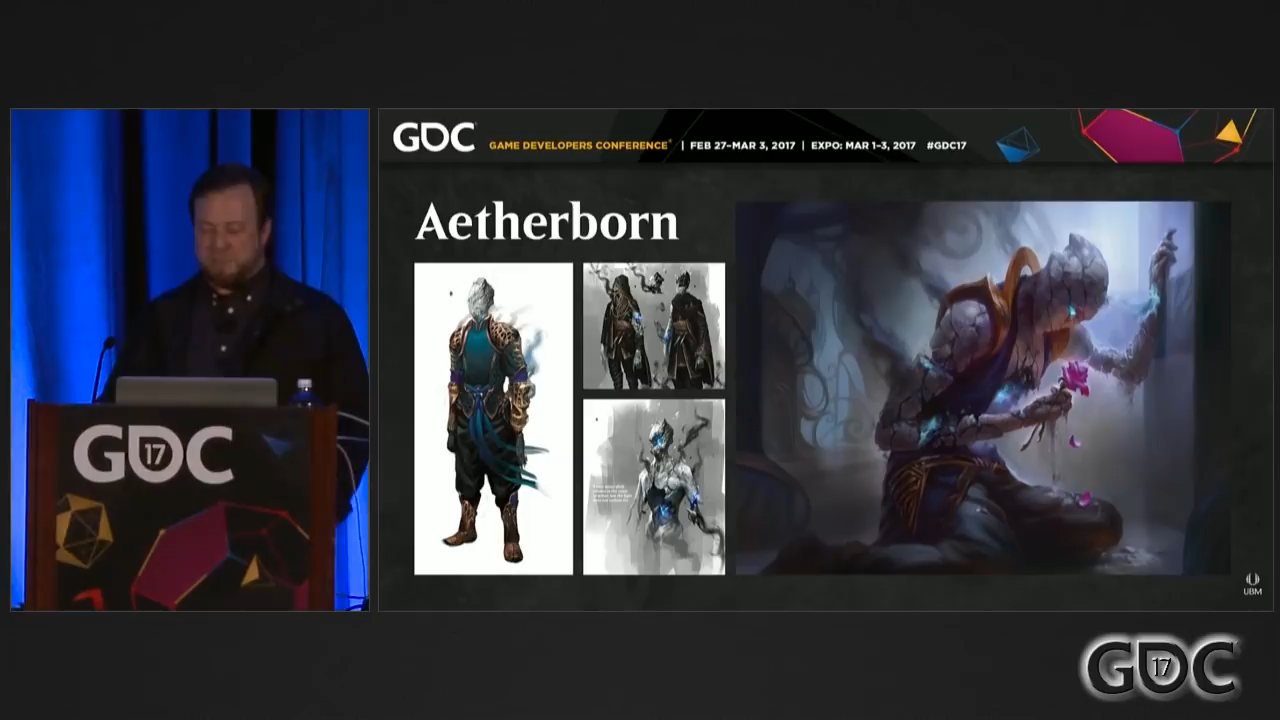 GDC
GAME DEVELOPERS CONFERENCE® | FEB 27–MAR 3, 2017 | EXPO: MAR 1–3, 2017 #GDC17
Aetherborn
GDC
17
UBM
GDC
17